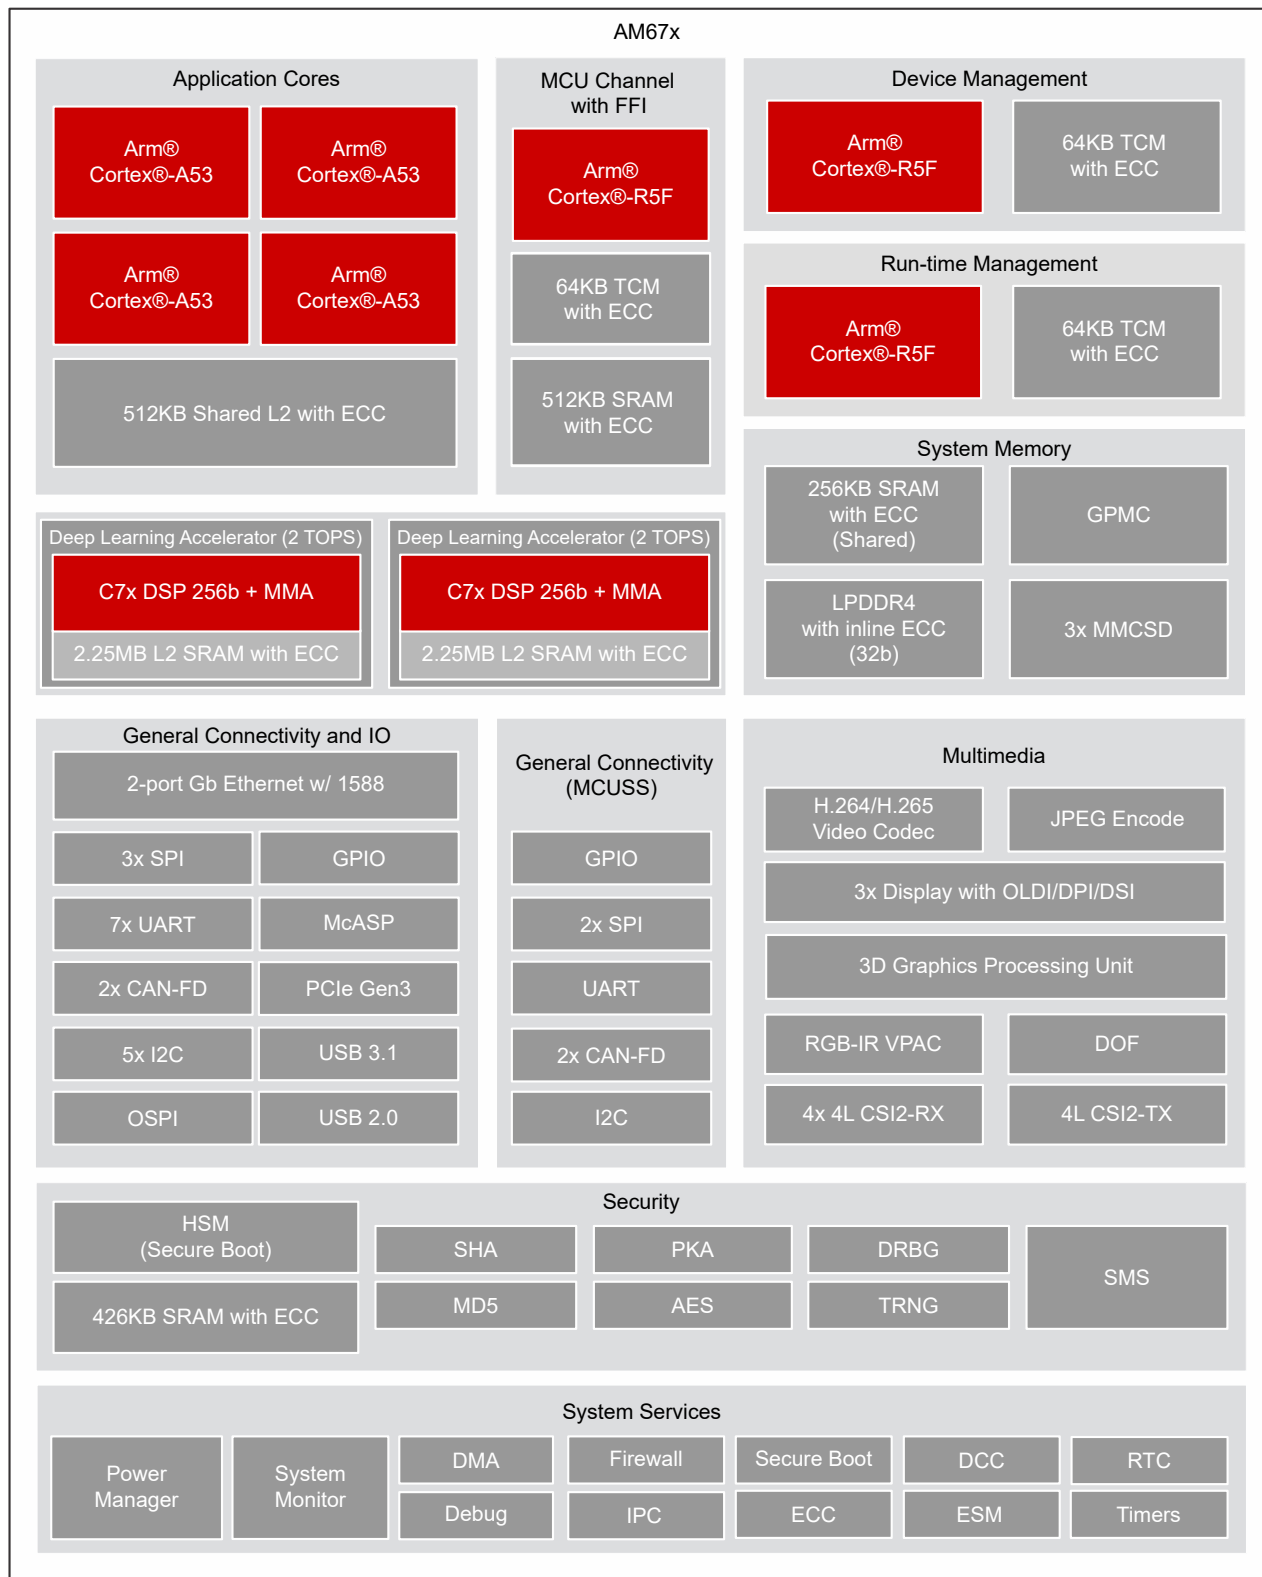 AM67x
Application Cores
Arm®
Cortex®-A53
Arm®
Cortex®-A53
Arm®
Cortex®-A53
Arm®
Cortex®-A53
512KB Shared L2 with ECC
MCU Channel
with FFI
Arm®
Cortex®-R5F
64KB TCM
with ECC
512KB SRAM
with ECC
Device Management
Arm®
Cortex®-R5F
64KB TCM
with ECC
Run-time Management
Arm®
Cortex®-R5F
64KB TCM
with ECC
System Memory
256KB SRAM
with ECC
(Shared)
GPMC
LPDDR4
with inline ECC
(32b)
3x MMCSD
Deep Learning Accelerator (2 TOPS)
C7x DSP 256b + MMA
2.25MB L2 SRAM with ECC
Deep Learning Accelerator (2 TOPS)
C7x DSP 256b + MMA
2.25MB L2 SRAM with ECC
General Connectivity and IO
2-port Gb Ethernet w/ 1588
3x SPI
GPIO
7x UART
McASP
2x CAN-FD
PCIe Gen3
5x I2C
USB 3.1
OSPI
USB 2.0
General Connectivity
(MCUSS)
GPIO
2x SPI
UART
2x CAN-FD
I2C
Multimedia
H.264/H.265
Video Codec
JPEG Encode
3x Display with OLDI/DPI/DSI
3D Graphics Processing Unit
RGB-IR VPAC
DOF
4x 4L CSI2-RX
4L CSI2-TX
Security
HSM
(Secure Boot)
426KB SRAM with ECC
SHA
PKA
DRBG
MD5
AES
TRNG
SMS
System Services
Power
Manager
System
Monitor
DMA
Firewall
Secure Boot
DCC
RTC
Debug
IPC
ECC
ESM
Timers